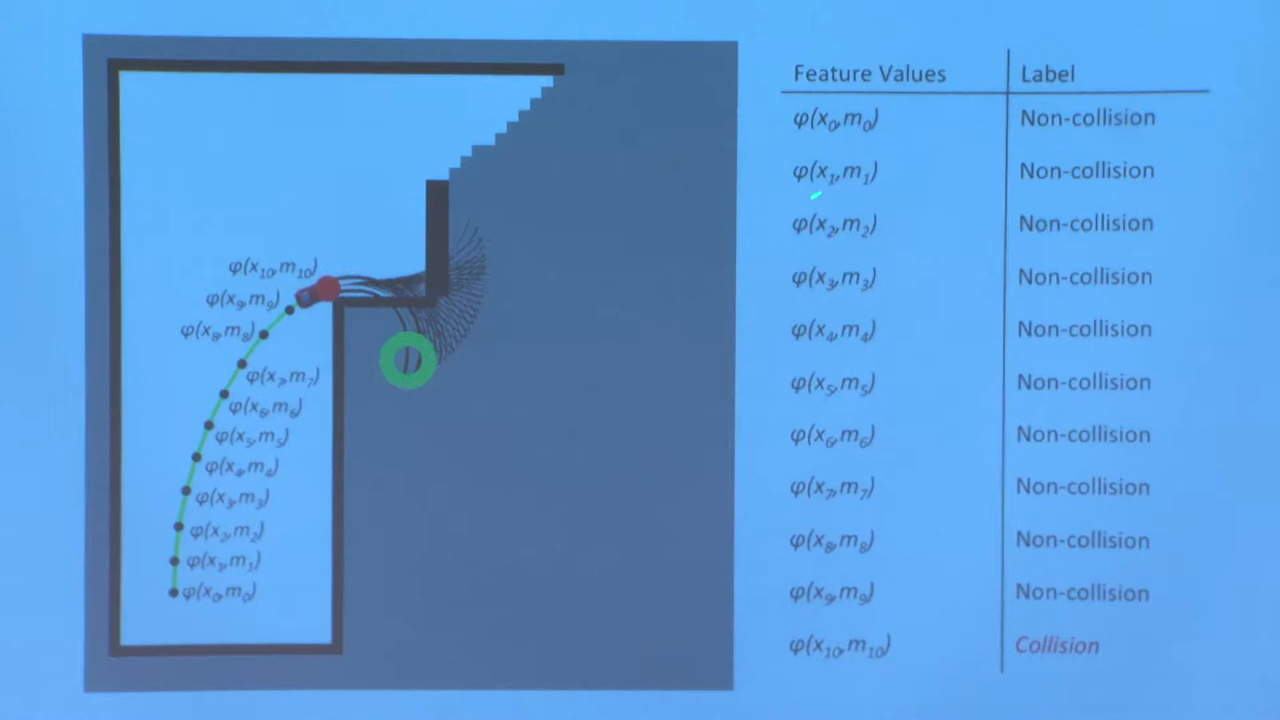 φ(x10,m10)
φ(x9,m9)
φ(x8,m8)
φ(x7,m7)
φ(x6,m6)
φ(x5,m5)
φ(x4,m4)
φ(x3,m3)
φ(x2,m2)
φ(x1,m1)
φ(x0,m0)
Feature Values Label
φ(x0,m0) Non-collision
φ(x1,m1) Non-collision
φ(x2,m2) Non-collision
φ(x3,m3) Non-collision
φ(x4,m4) Non-collision
φ(x5,m5) Non-collision
φ(x6,m6) Non-collision
φ(x7,m7) Non-collision
φ(x8,m8) Non-collision
φ(x9,m9) Non-collision
φ(x10,m10) Collision